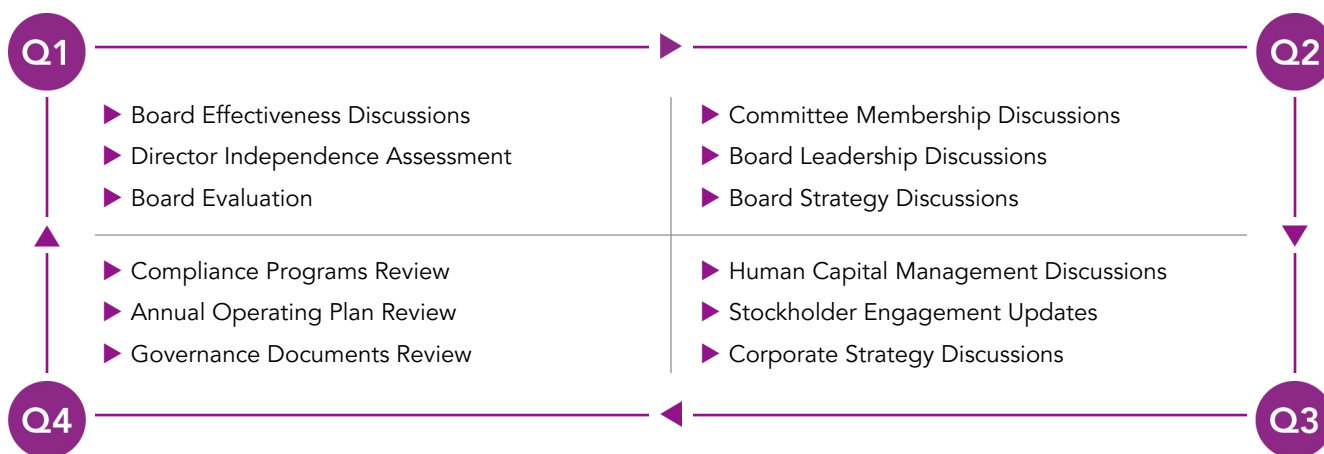 Q1
Q2
Board Effectiveness Discussions
Director Independence Assessment
Board Evaluation
Committee Membership Discussions
Board Leadership Discussions
Board Strategy Discussions
Compliance Programs Review
Annual Operating Plan Review
Governance Documents Review
Human Capital Management Discussions
Stockholder Engagement Updates
Corporate Strategy Discussions
Q4
Q3